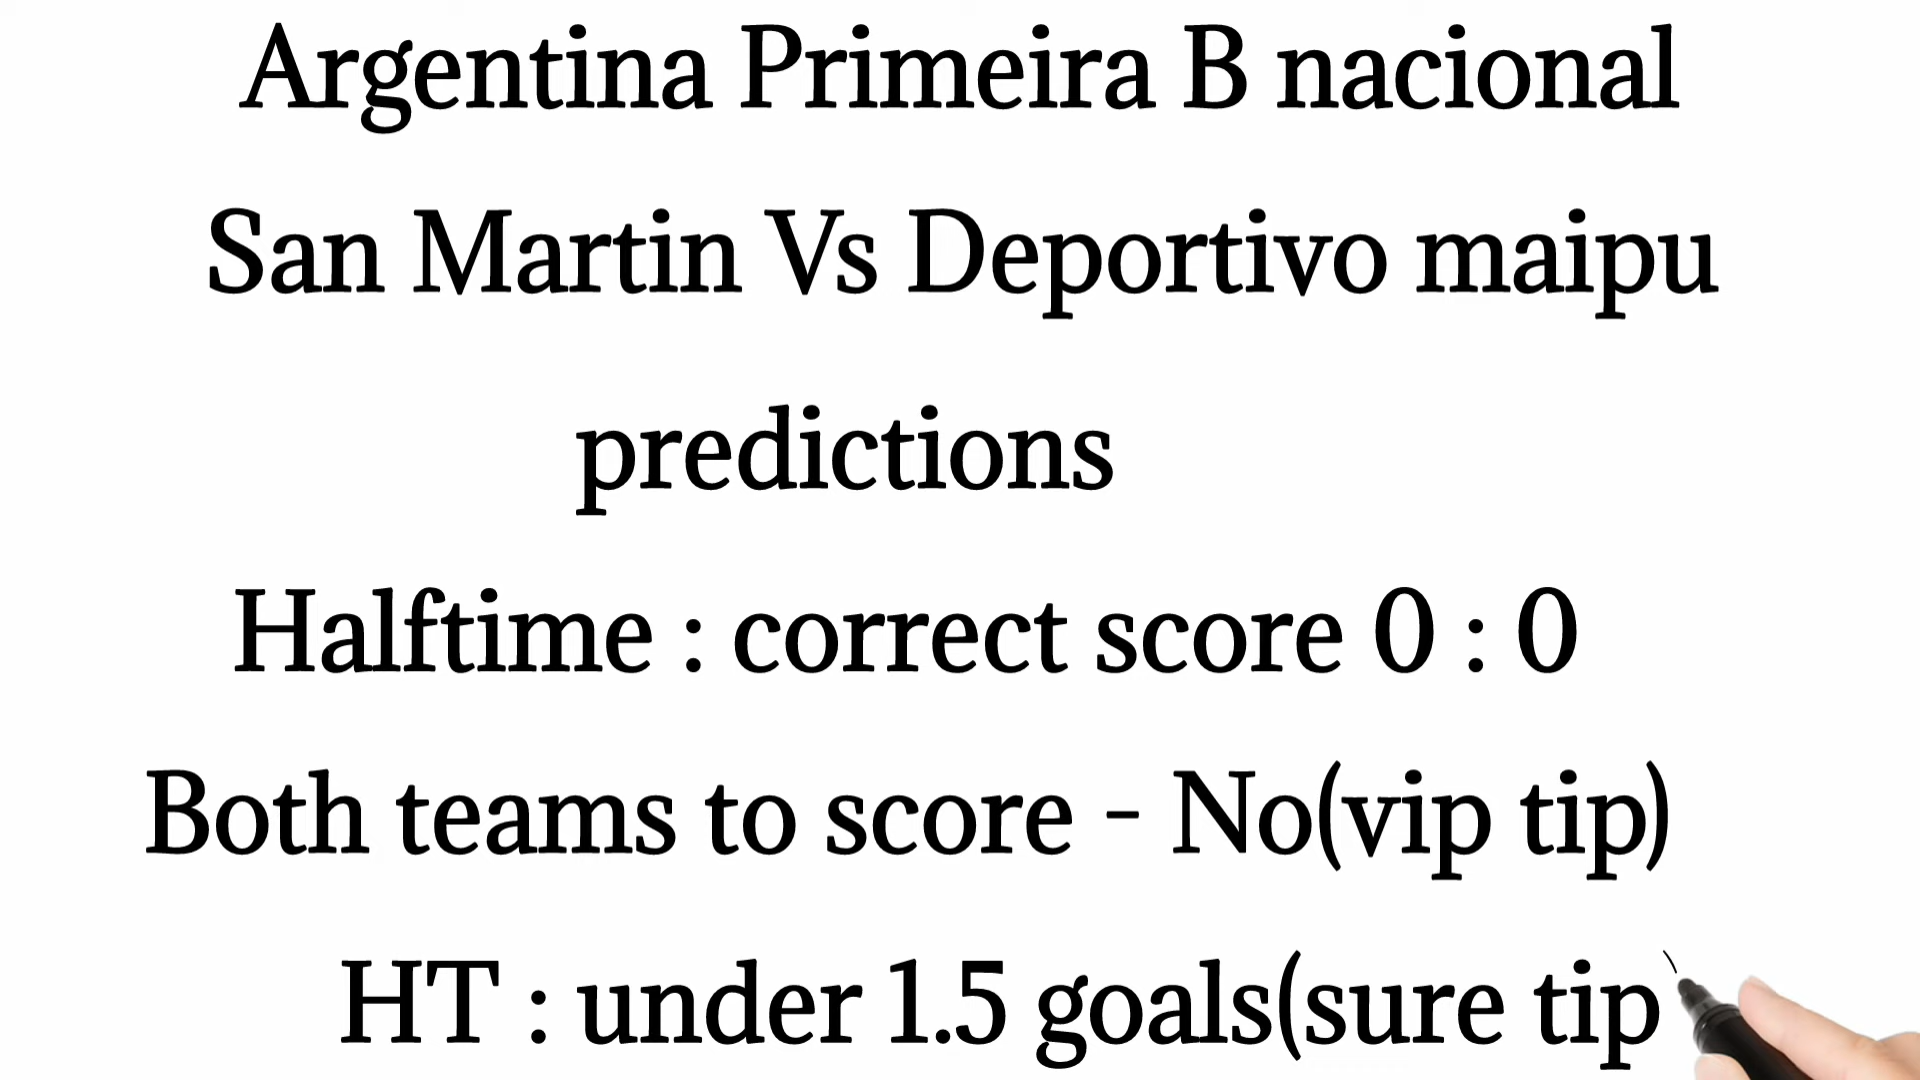 Argentina Primeira B nacional
San Martin Vs Deportivo maipu
predictions
Halftime : correct score 0 : 0
Both teams to score - No(vip tip)
HT : under 1.5 goals(sure tip